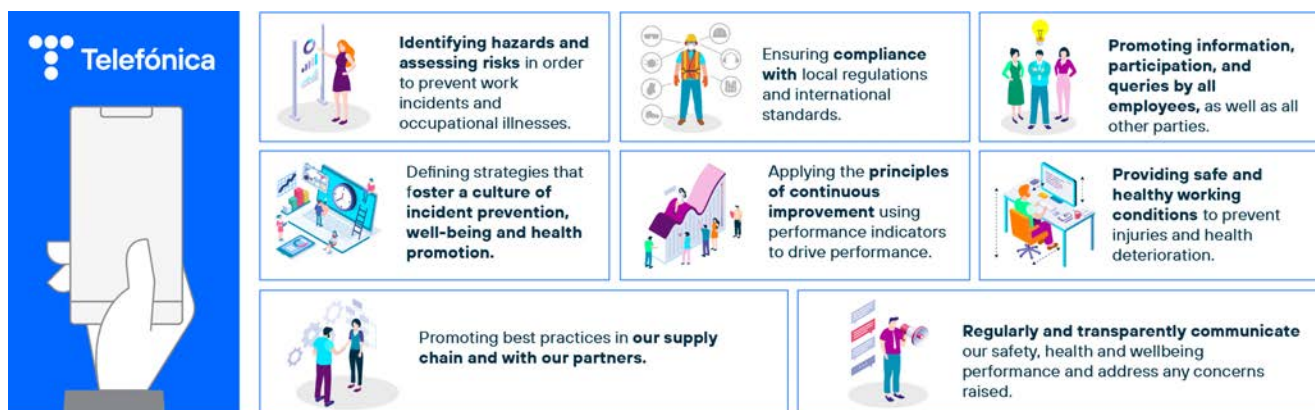 Telefónica
Identifying hazards and
assessing risks in order
to prevent work
incidents and
occupational illnesses.
Ensuring compliance
with local regulations
and international
standards.
Promoting information,
participation, and
queries by all
employees, as well as all
other parties.
Defining strategies that
foster a culture of
incident prevention,
well-being and health
promotion.
Applying the principles
of continuous
improvement using
performance indicators
to drive performance.
Providing safe and
healthy working
conditions to prevent
injuries and health
deterioration.
Promoting best practices in our supply
chain and with our partners.
Regularly and transparently communicate
our safety, health and wellbeing
performance and address any concerns
raised.